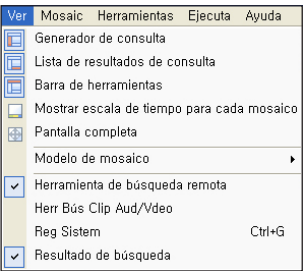 Ver Mosaic Herramientas Ejecuta Ayuda
Generador de consulta
Lista de resultados de consulta
Barra de herramientas
Mostrar escala de tiempo para cada mosaico
Pantalla completa
Modelo de mosaico
Herramienta de búsqueda remota
Herr Bús Clip Aud/Vdeo
Reg Sistem Ctrl+G
Resultado de búsqueda